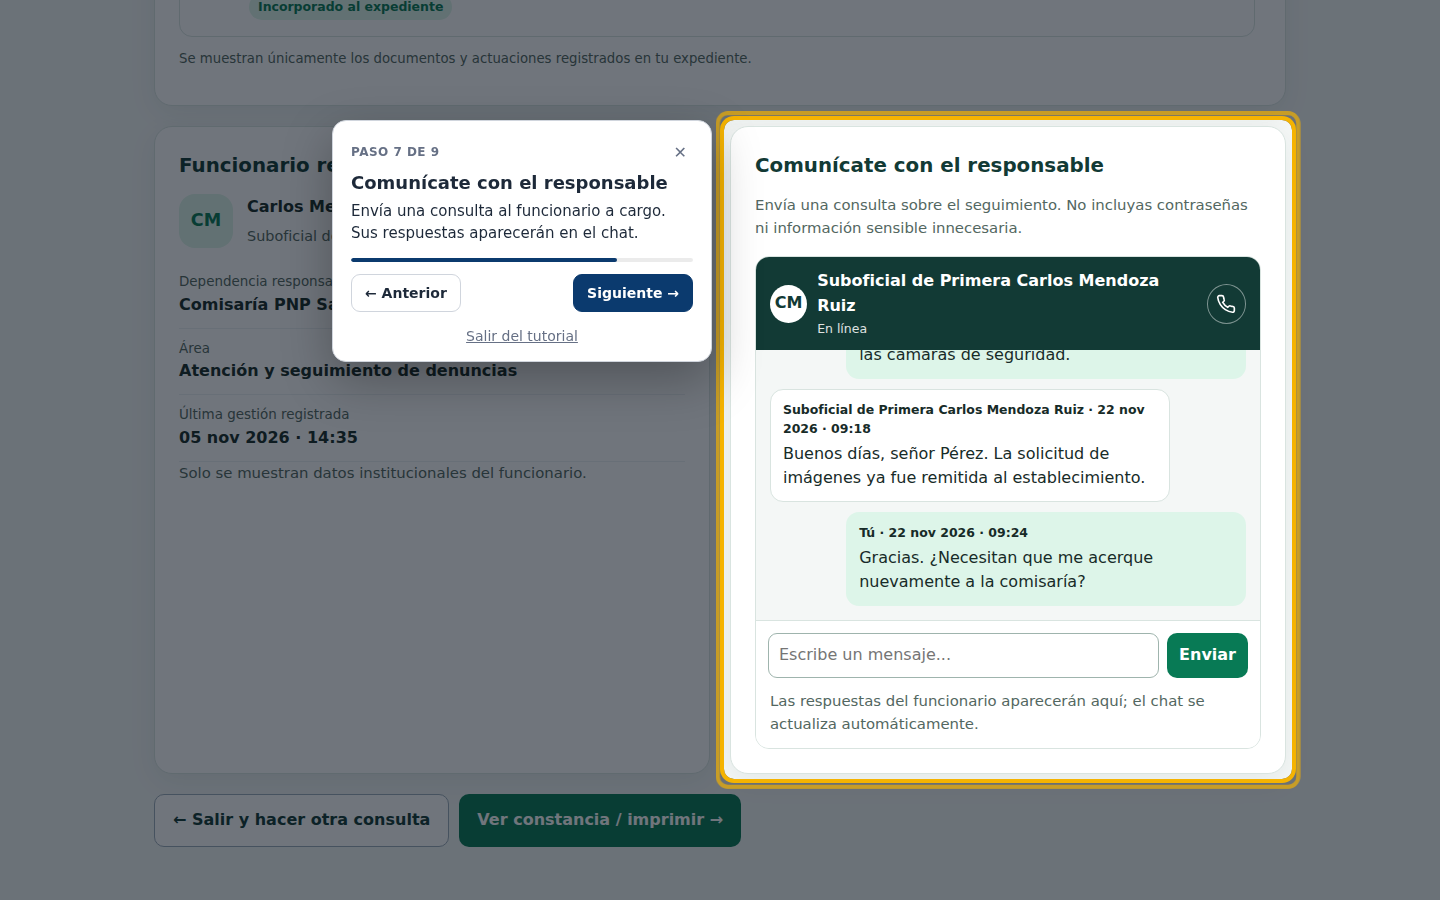 Incorporado al expediente
Se muestran únicamente los documentos y actuaciones registrados en tu expediente.
Funcionario
CM
Carlos
Suboficial
Dependencia
Comisaría PNP
Área
Atención y seguimiento de denuncias
Última gestión registrada
05 nov 2026 · 14:35
Solo se muestran datos institucionales del funcionario.
PASO 7 DE 9
×
Comunícate con el responsable
Envía una consulta al funcionario a cargo.
Sus respuestas aparecerán en el chat.
← Anterior
Siguiente →
Salir del tutorial
Comunícate con el responsable
Envía una consulta sobre el seguimiento. No incluyas contraseñas
ni información sensible innecesaria.
CM
Suboficial de Primera Carlos Mendoza
Ruiz
En línea
las cámaras de seguridad.
Suboficial de Primera Carlos Mendoza Ruiz · 22 nov
2026 · 09:18
Buenos días, señor Pérez. La solicitud de
imágenes ya fue remitida al establecimiento.
Tú · 22 nov 2026 · 09:24
Gracias. ¿Necesitan que me acerque
nuevamente a la comisaría?
Escribe un mensaje...
Enviar
Las respuestas del funcionario aparecerán aquí; el chat se
actualiza automáticamente.
← Salir y hacer otra consulta
Ver constancia / imprimir →